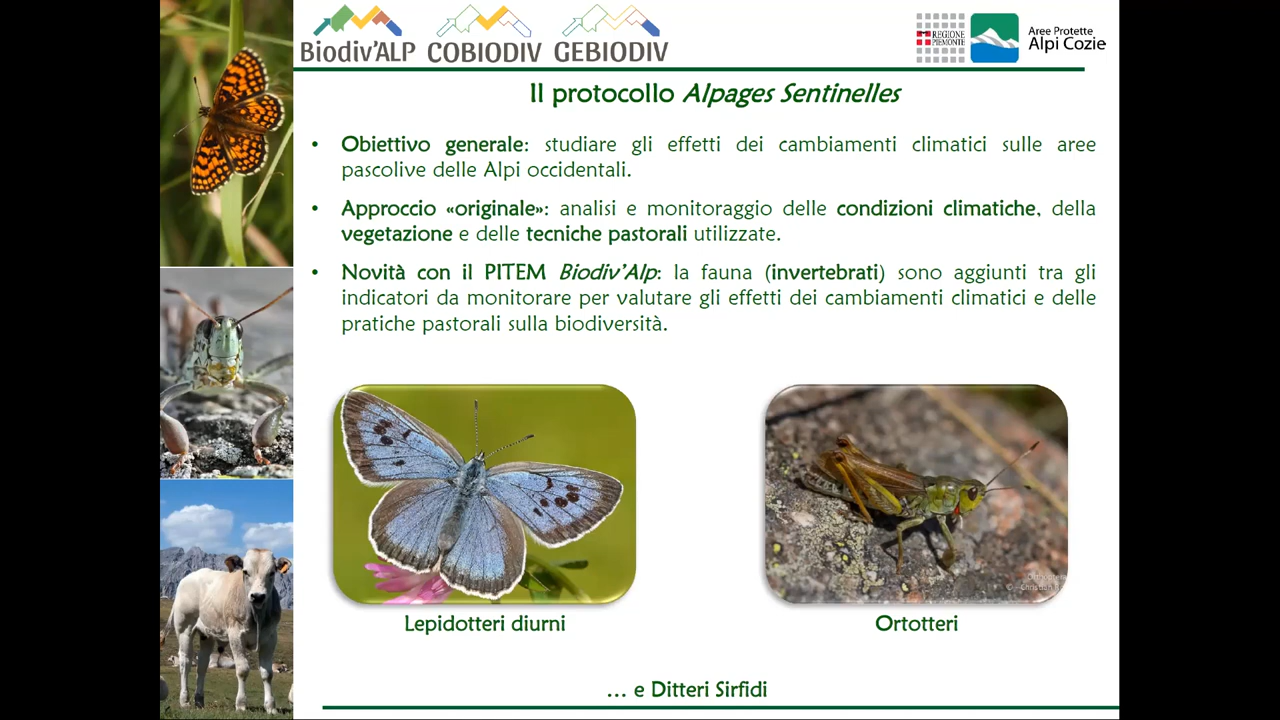 Biodiv'ALP COBIODIV GEBIODIV
REGIONE
PIEMONTE
Aree Protette
Alpi Cozie
Il protocollo Alpages Sentinelles
• Obiettivo generale: studiare gli effetti dei cambiamenti climatici sulle aree
pascolive delle Alpi occidentali.
• Approccio «originale»: analisi e monitoraggio delle condizioni climatiche, della
vegetazione e delle tecniche pastorali utilizzate.
• Novità con il PITEM Biodiv'Alp: la fauna (invertebrati) sono aggiunti tra gli
indicatori da monitorare per valutare gli effetti dei cambiamenti climatici e delle
pratiche pastorali sulla biodiversità.
Lepidotteri diurni
Ortotteri
... e Ditteri Sirfidi